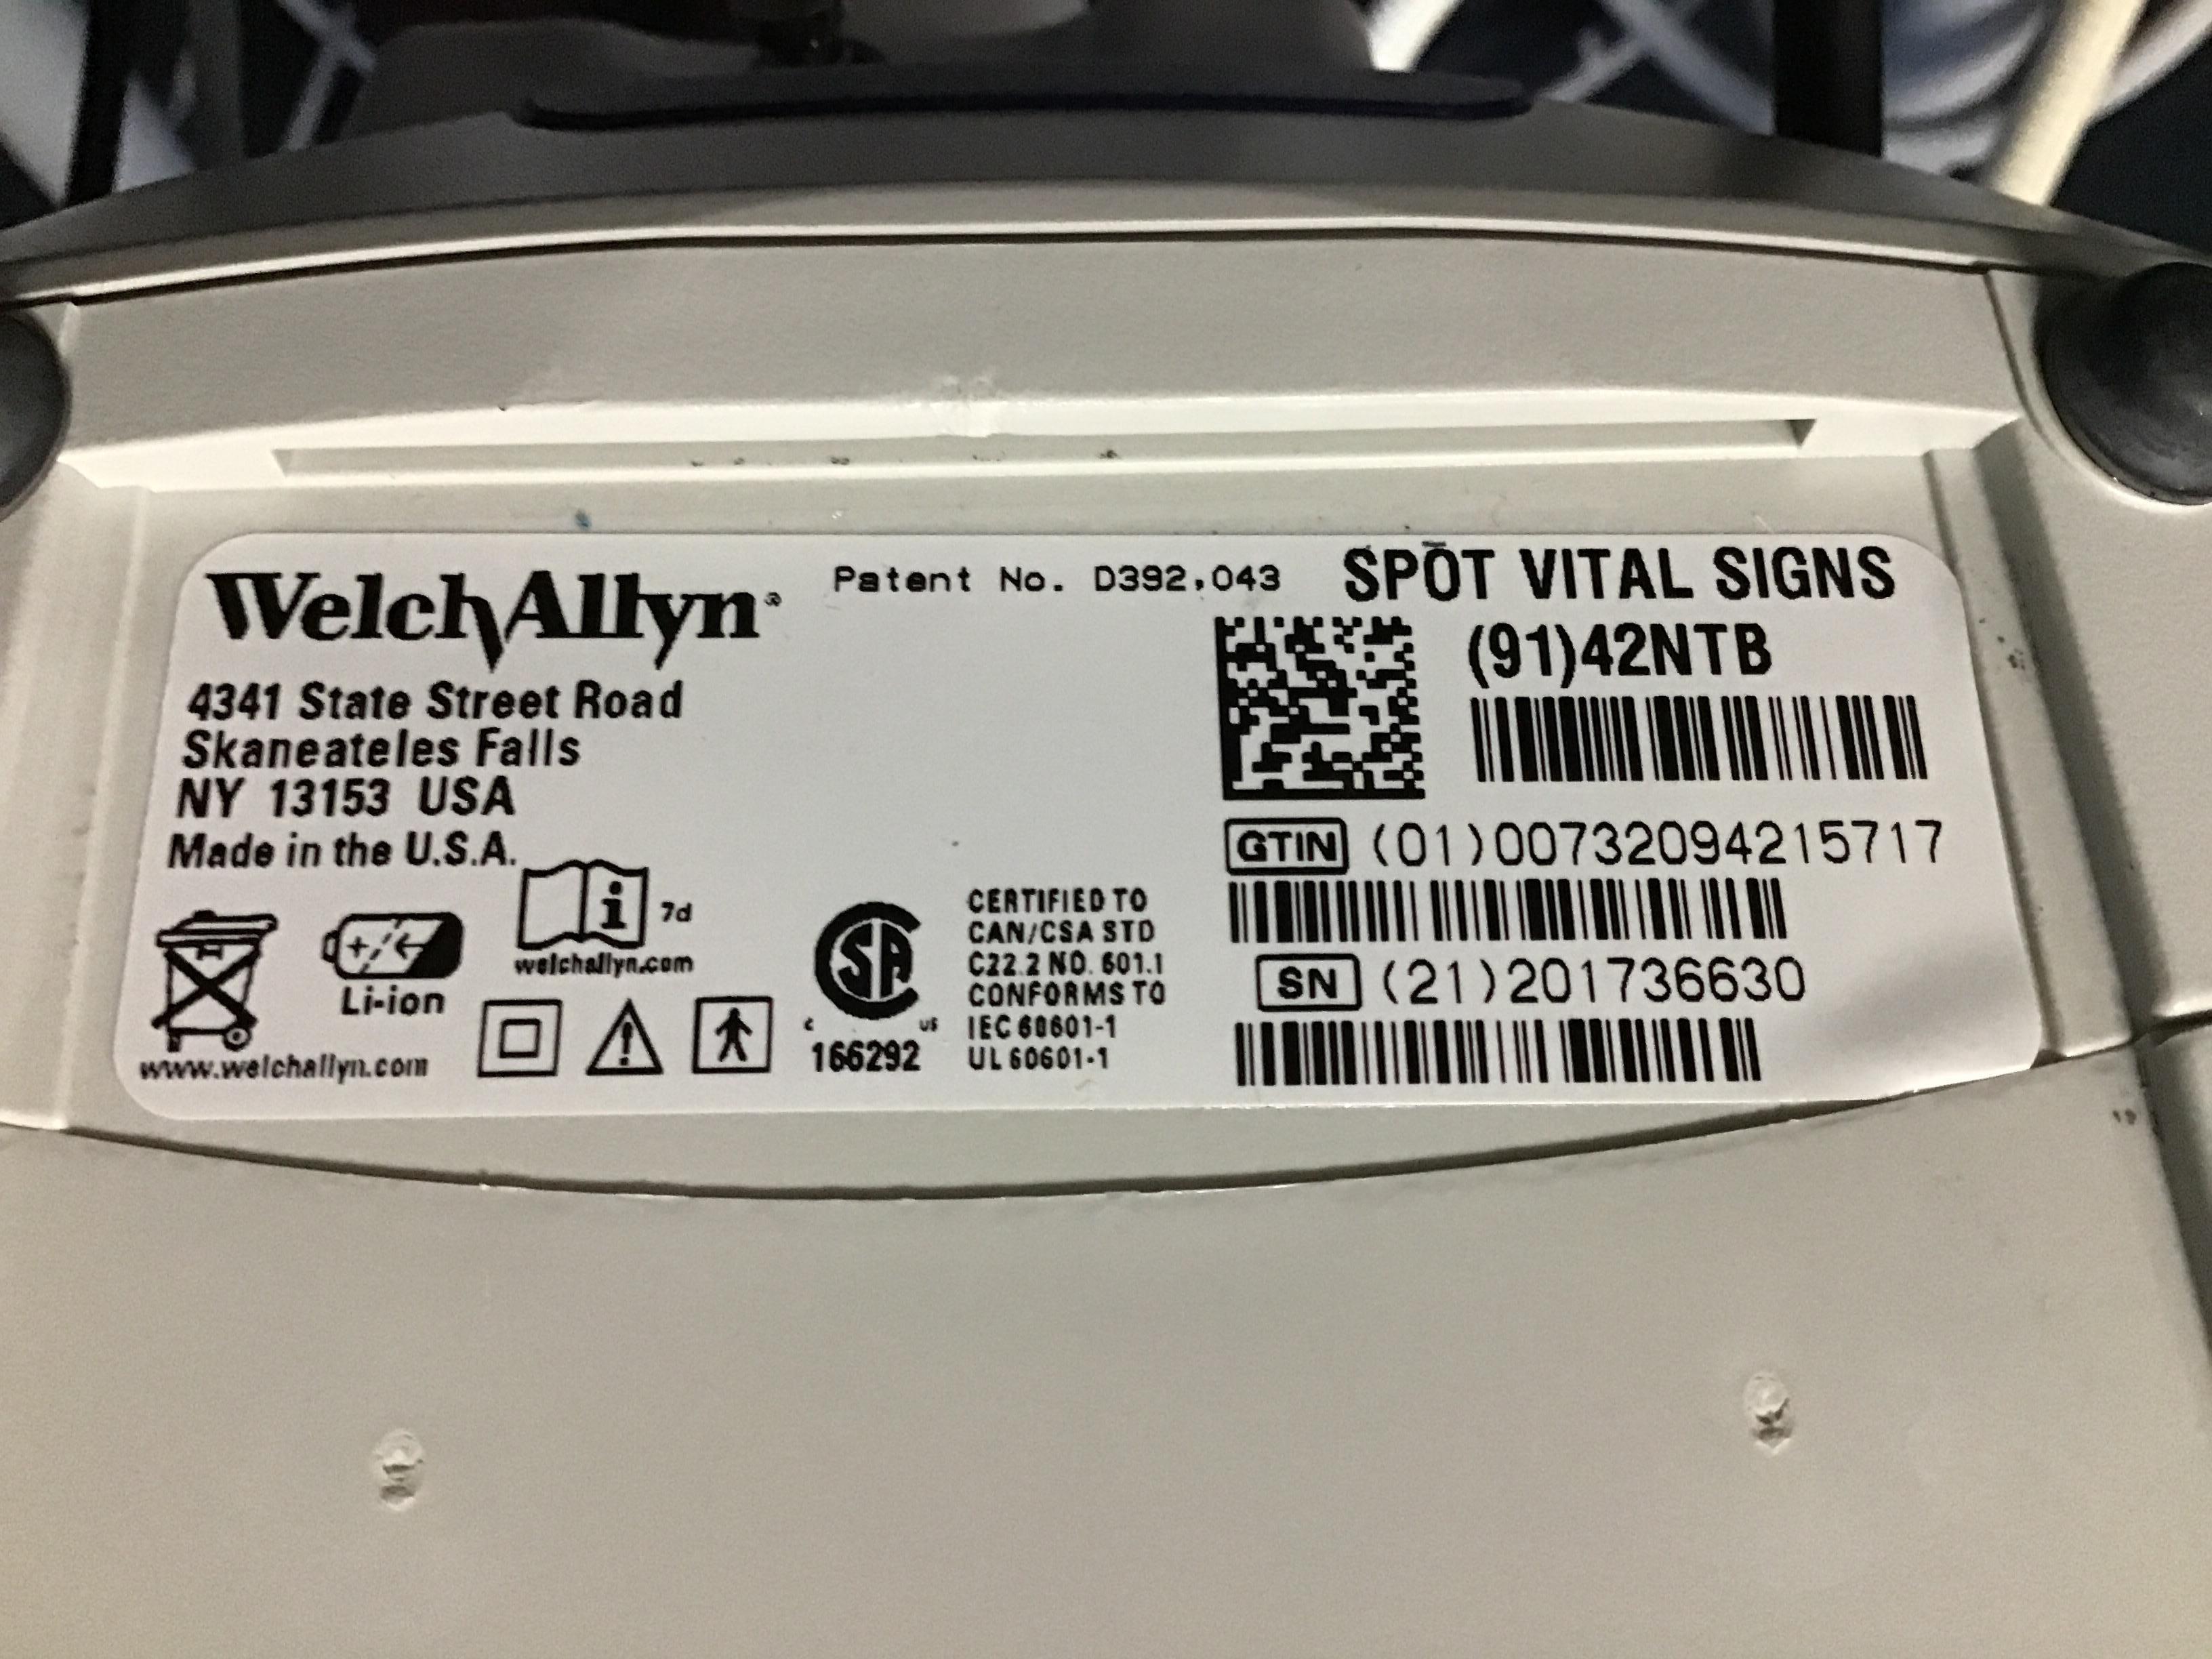 WelchAllyn®
Patent No. D392,043
SPOT VITAL SIGNS
(91)42NTB
4341 State Street Road
Skaneateles Falls
NY 13153 USA
Made in the U.S.A.
GTIN (01)00732094215717
SN (21)201736630
7d
welchallyn.com
Li-ion
www.welchallyn.com
SA
c us
166292
CERTIFIED TO
CAN/CSA STD
C22.2 NO. 601.1
CONFORMS TO
IEC 60601-1
UL 60601-1